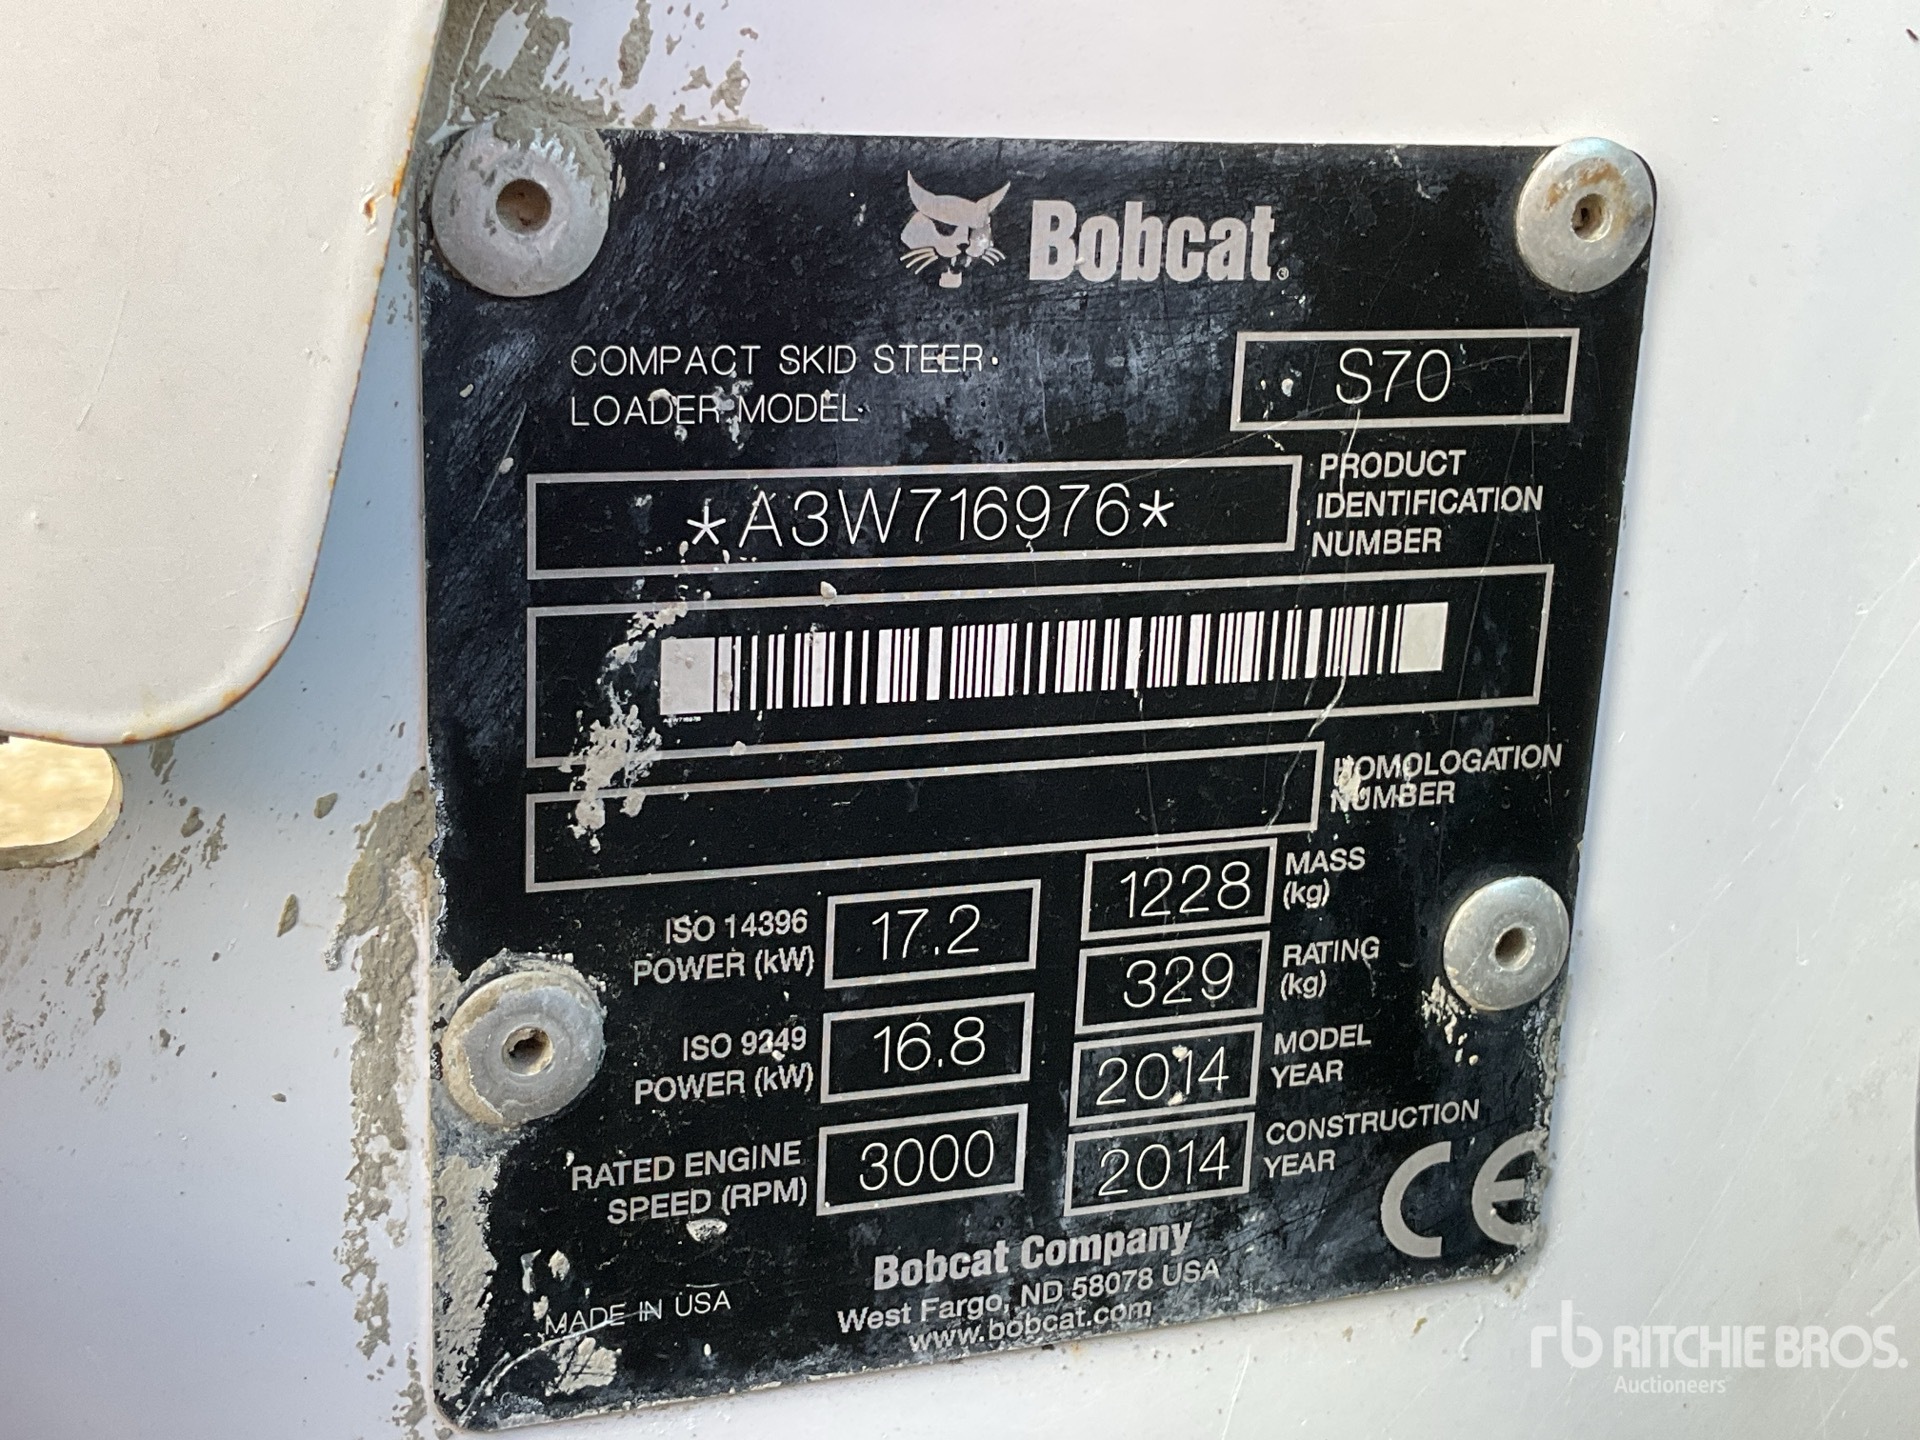 Bobcat®
COMPACT SKID STEER
LOADER MODEL
S70
*A3W716976*
PRODUCT
IDENTIFICATION
NUMBER
A3W716976
HOMOLOGATION
NUMBER
ISO 14396
POWER (kW)
17.2
1228
MASS
(kg)
329
RATING
(kg)
ISO 9249
POWER (kW)
16.8
2014
MODEL
YEAR
RATED ENGINE
SPEED (RPM)
3000
2014
CONSTRUCTION
YEAR
CE
MADE IN USA
Bobcat Company
West Fargo, ND 58078 USA
www.bobcat.com
rb RITCHIE BROS.
Auctioneers